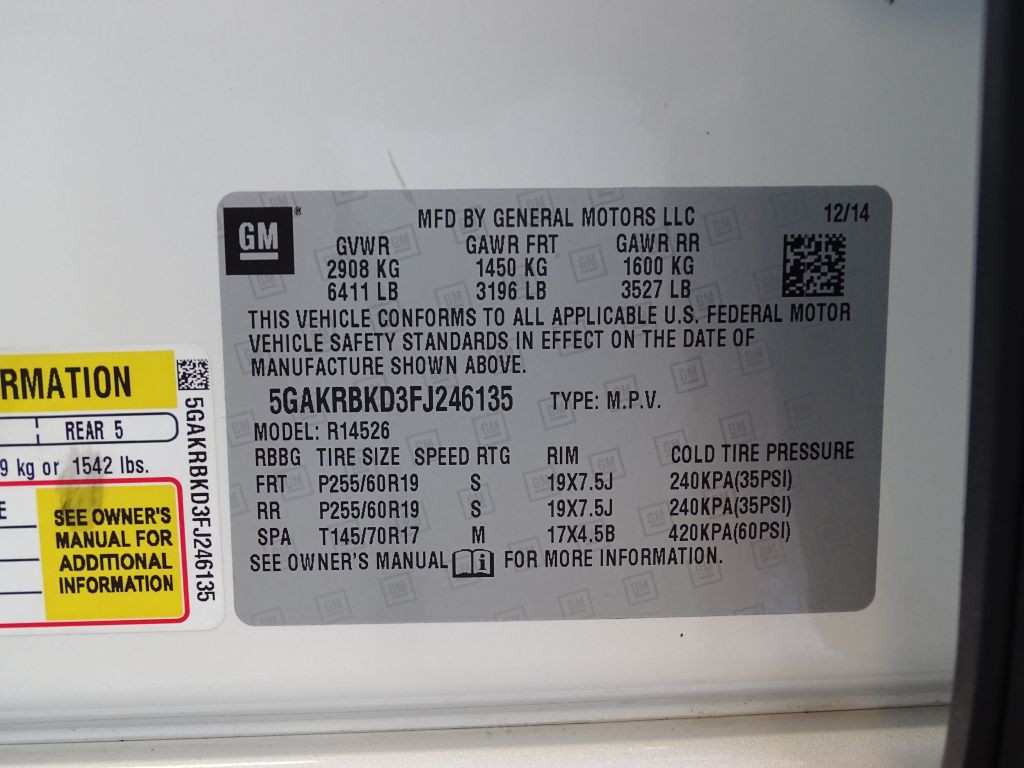 GM®
MFD BY GENERAL MOTORS LLC 12/14
GVWR GAWR FRT GAWR RR
2908 KG 1450 KG 1600 KG
6411 LB 3196 LB 3527 LB
THIS VEHICLE CONFORMS TO ALL APPLICABLE U.S. FEDERAL MOTOR
VEHICLE SAFETY STANDARDS IN EFFECT ON THE DATE OF
MANUFACTURE SHOWN ABOVE.
5GAKRBKD3FJ246135 TYPE: M.P.V.
MODEL: R14526
RBBG TIRE SIZE SPEED RTG RIM COLD TIRE PRESSURE
FRT P255/60R19 S 19X7.5J 240KPA(35PSI)
RR P255/60R19 S 19X7.5J 240KPA(35PSI)
SPA T145/70R17 M 17X4.5B 420KPA(60PSI)
SEE OWNER'S MANUAL i FOR MORE INFORMATION.
RMATION
REAR 5
9 kg or 1542 lbs.
E
SEE OWNER'S
MANUAL FOR
ADDITIONAL
INFORMATION
5GAKRBKD3FJ246135